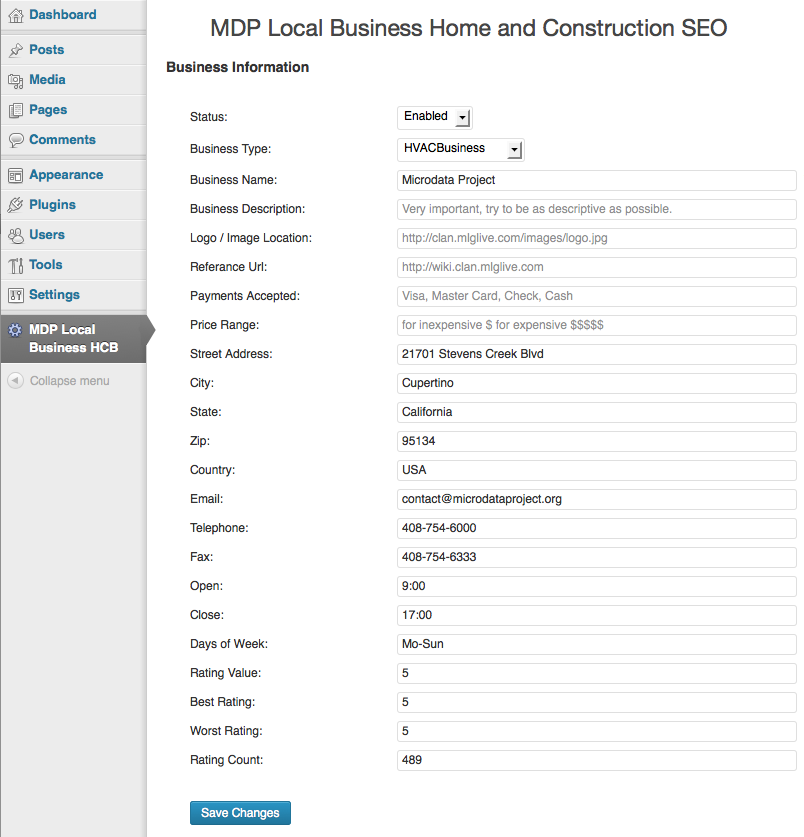 Dashboard
Posts
Media
Pages
Comments
Appearance
Plugins
Users
Tools
Settings
MDP Local
Business HCB
Collapse menu
MDP Local Business Home and Construction SEO
Business Information
Status: Enabled
Business Type: HVACBusiness
Business Name: Microdata Project
Business Description: Very important, try to be as descriptive as possible.
Logo / Image Location: http://clan.mlglive.com/images/logo.jpg
Referance Url: http://wiki.clan.mlglive.com
Payments Accepted: Visa, Master Card, Check, Cash
Price Range: for inexpensive $ for expensive $$$$$
Street Address: 21701 Stevens Creek Blvd
City: Cupertino
State: California
Zip: 95134
Country: USA
Email: contact@microdataproject.org
Telephone: 408-754-6000
Fax: 408-754-6333
Open: 9:00
Close: 17:00
Days of Week: Mo-Sun
Rating Value: 5
Best Rating: 5
Worst Rating: 5
Rating Count: 489
Save Changes